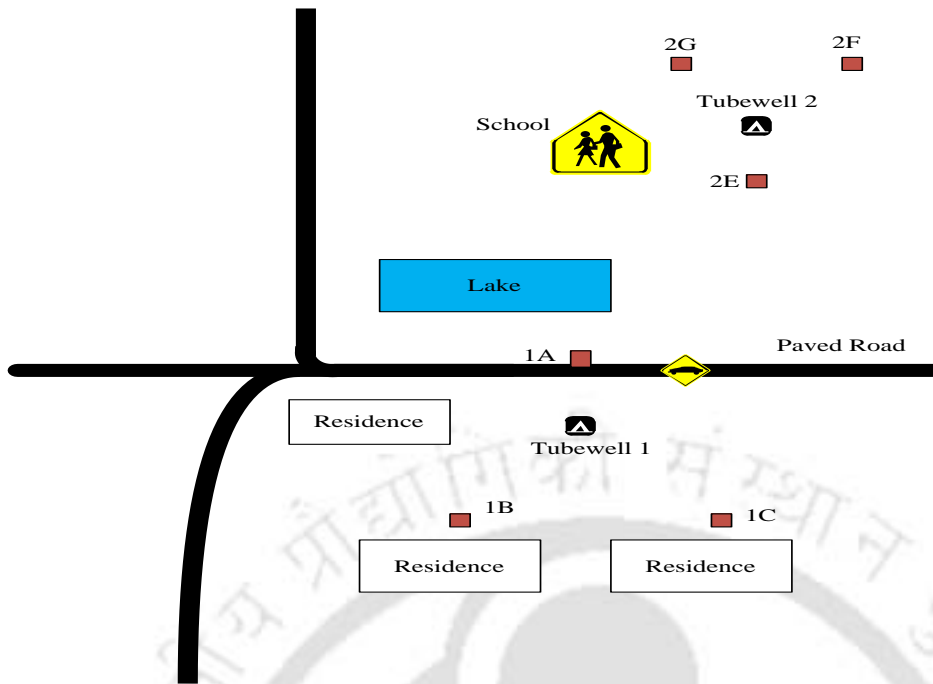 2G
2F
Tubewell 2
School
2E
Lake
1A
Paved Road
Residence
Tubewell 1
1B
1C
Residence
Residence